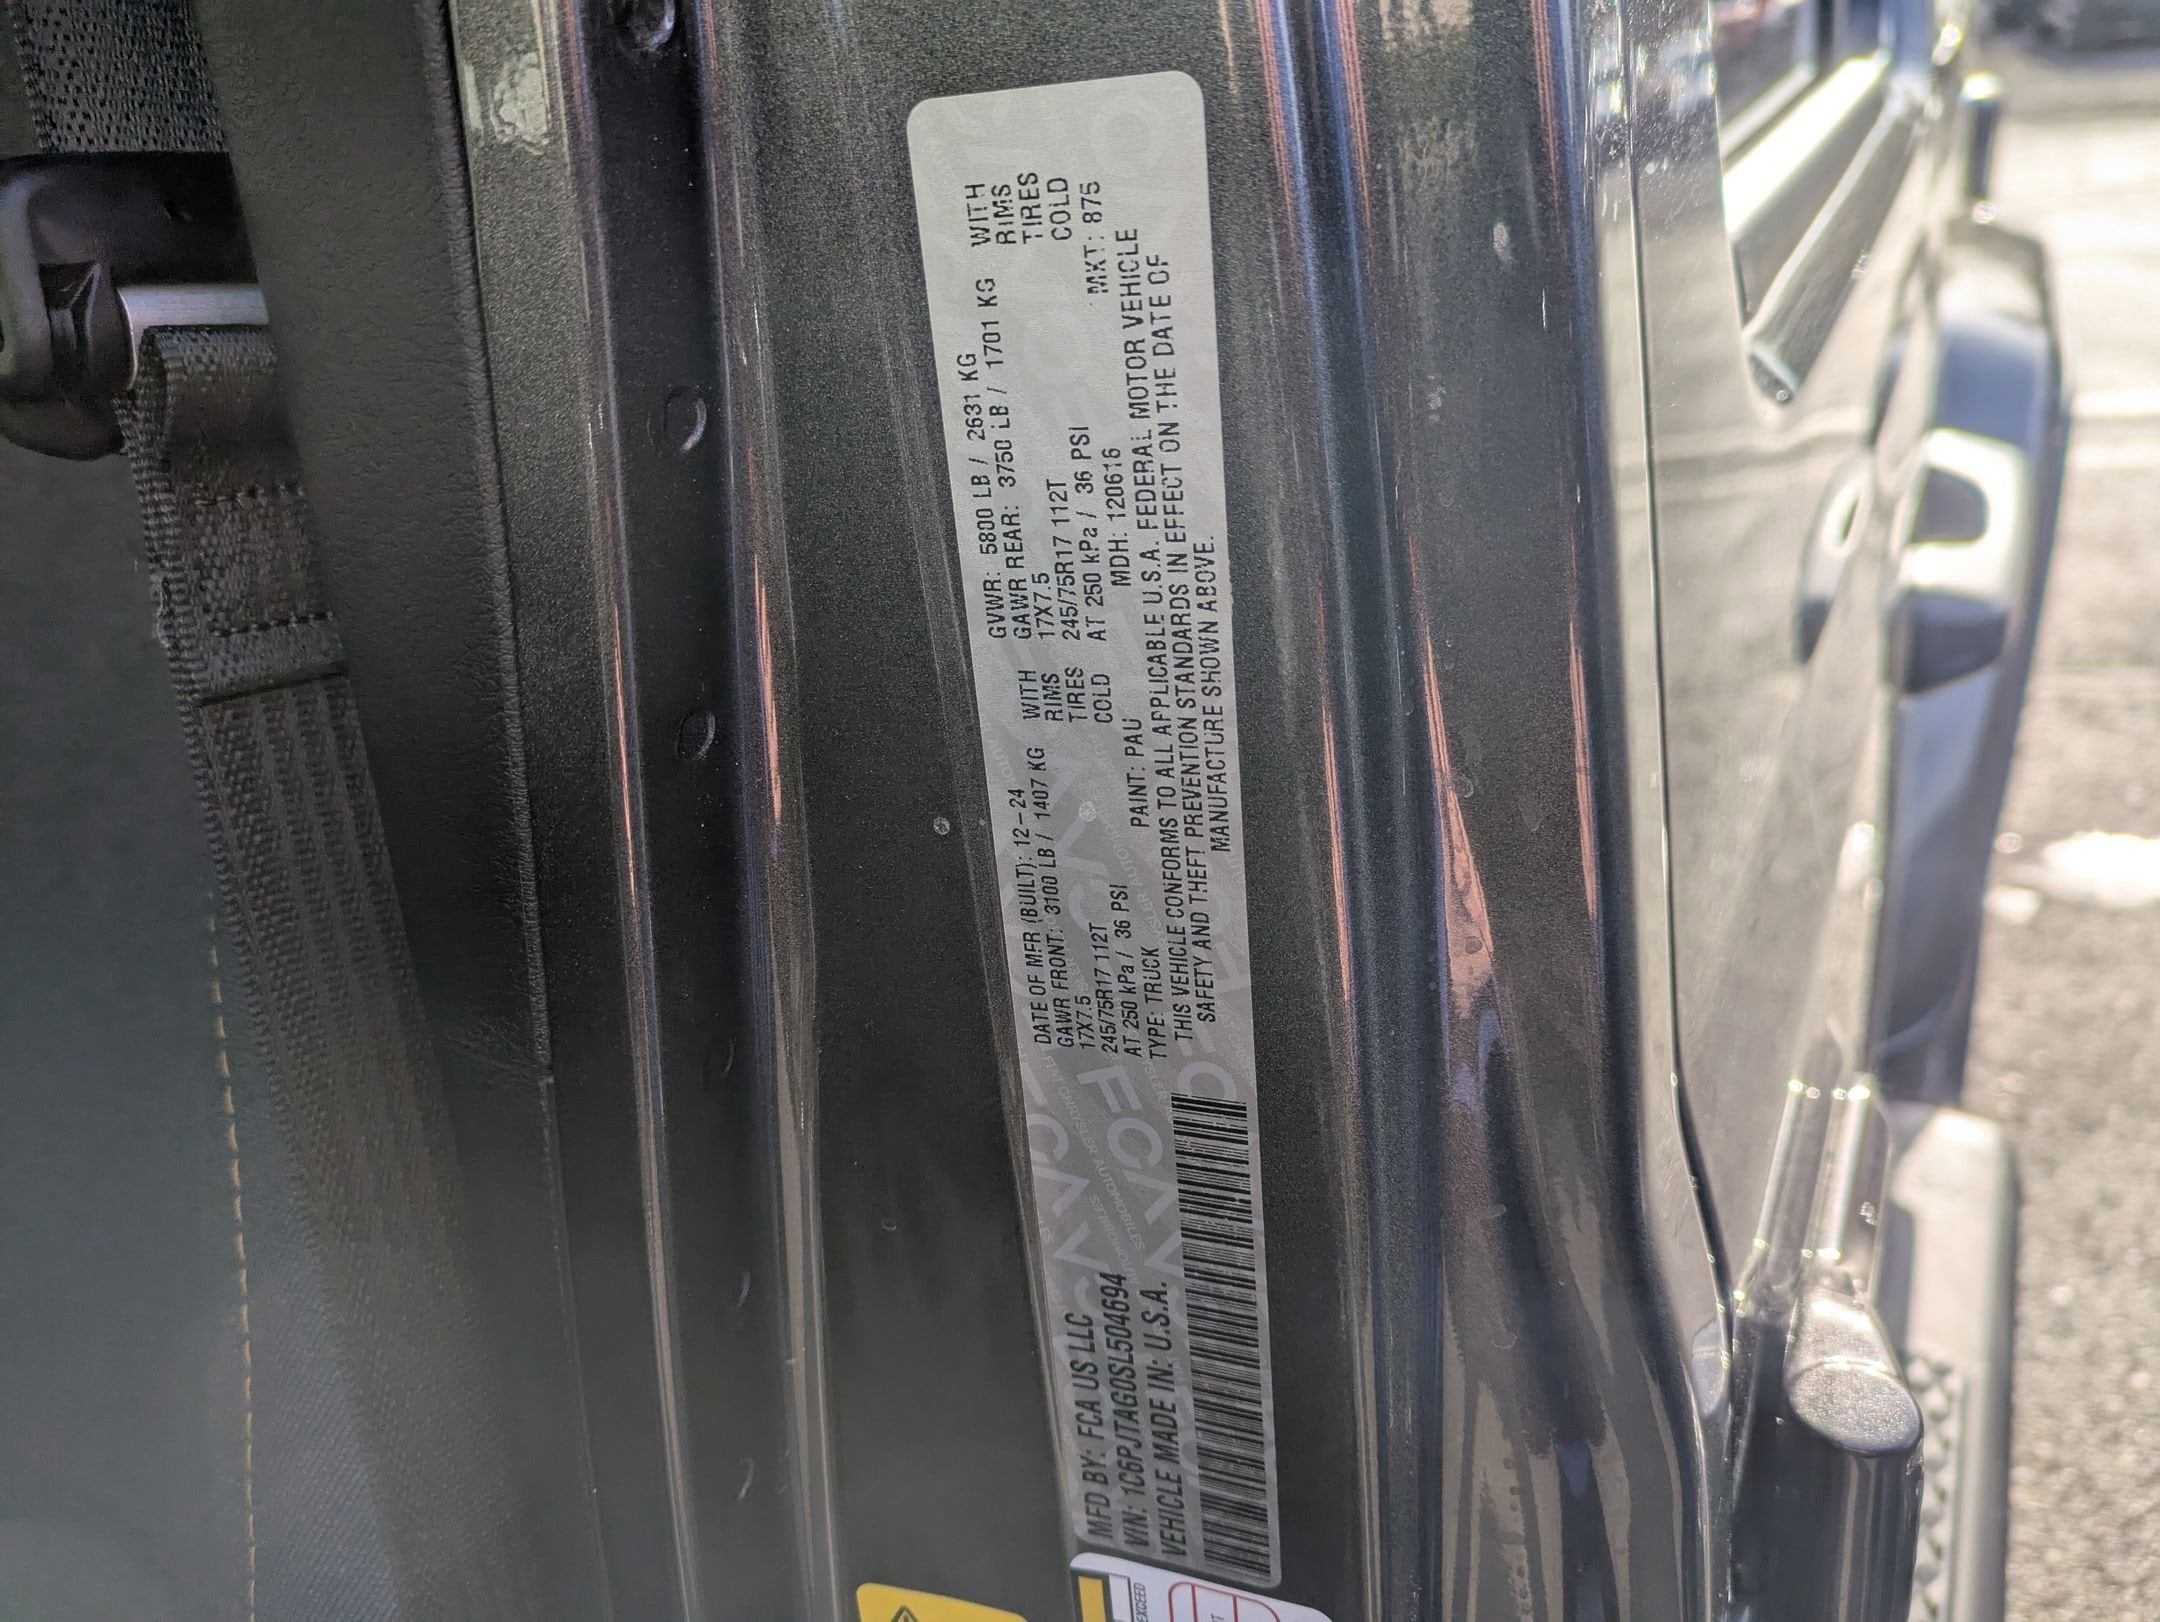 MFD BY: FCA US LLC
VIN: 1C6PJTAG0SL504694
VEHICLE MADE IN: U.S.A.
DATE OF MFR (BUILT): 12-24 GVWR: 5800 LB / 2631 KG
GAWR FRONT: 3100 LB / 1407 KG WITH GAWR REAR: 3750 LB / 1701 KG WITH
17X7.5 RIMS 17X7.5 RIMS
245/75R17 112T TIRES 245/75R17 112T TIRES
AT 250 kPa / 36 PSI COLD AT 250 kPa / 36 PSI COLD
TYPE: TRUCK PAINT: PAU MDH: 120616 MKT: 875
THIS VEHICLE CONFORMS TO ALL APPLICABLE U.S.A. FEDERAL MOTOR VEHICLE
SAFETY AND THEFT PREVENTION STANDARDS IN EFFECT ON THE DATE OF
MANUFACTURE SHOWN ABOVE.
EXCEED